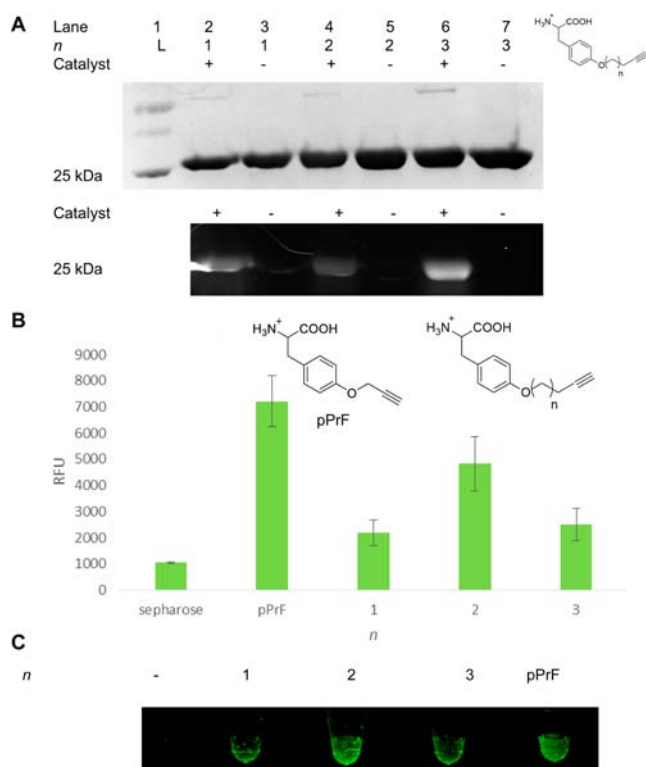 A
Lane 1 2 3 4 5 6 7
n L 1 1 2 2 3 3
Catalyst + - + - + -
H₃N⁺ COOH
O n
25 kDa
Catalyst + - + - + -
25 kDa
B
H₃N⁺ COOH H₃N⁺ COOH
O O n
pPrF
9000
8000
7000
6000
5000
4000
3000
2000
1000
0
RFU
sepharose pPrF 1 2 3
n
C
n - 1 2 3 pPrF